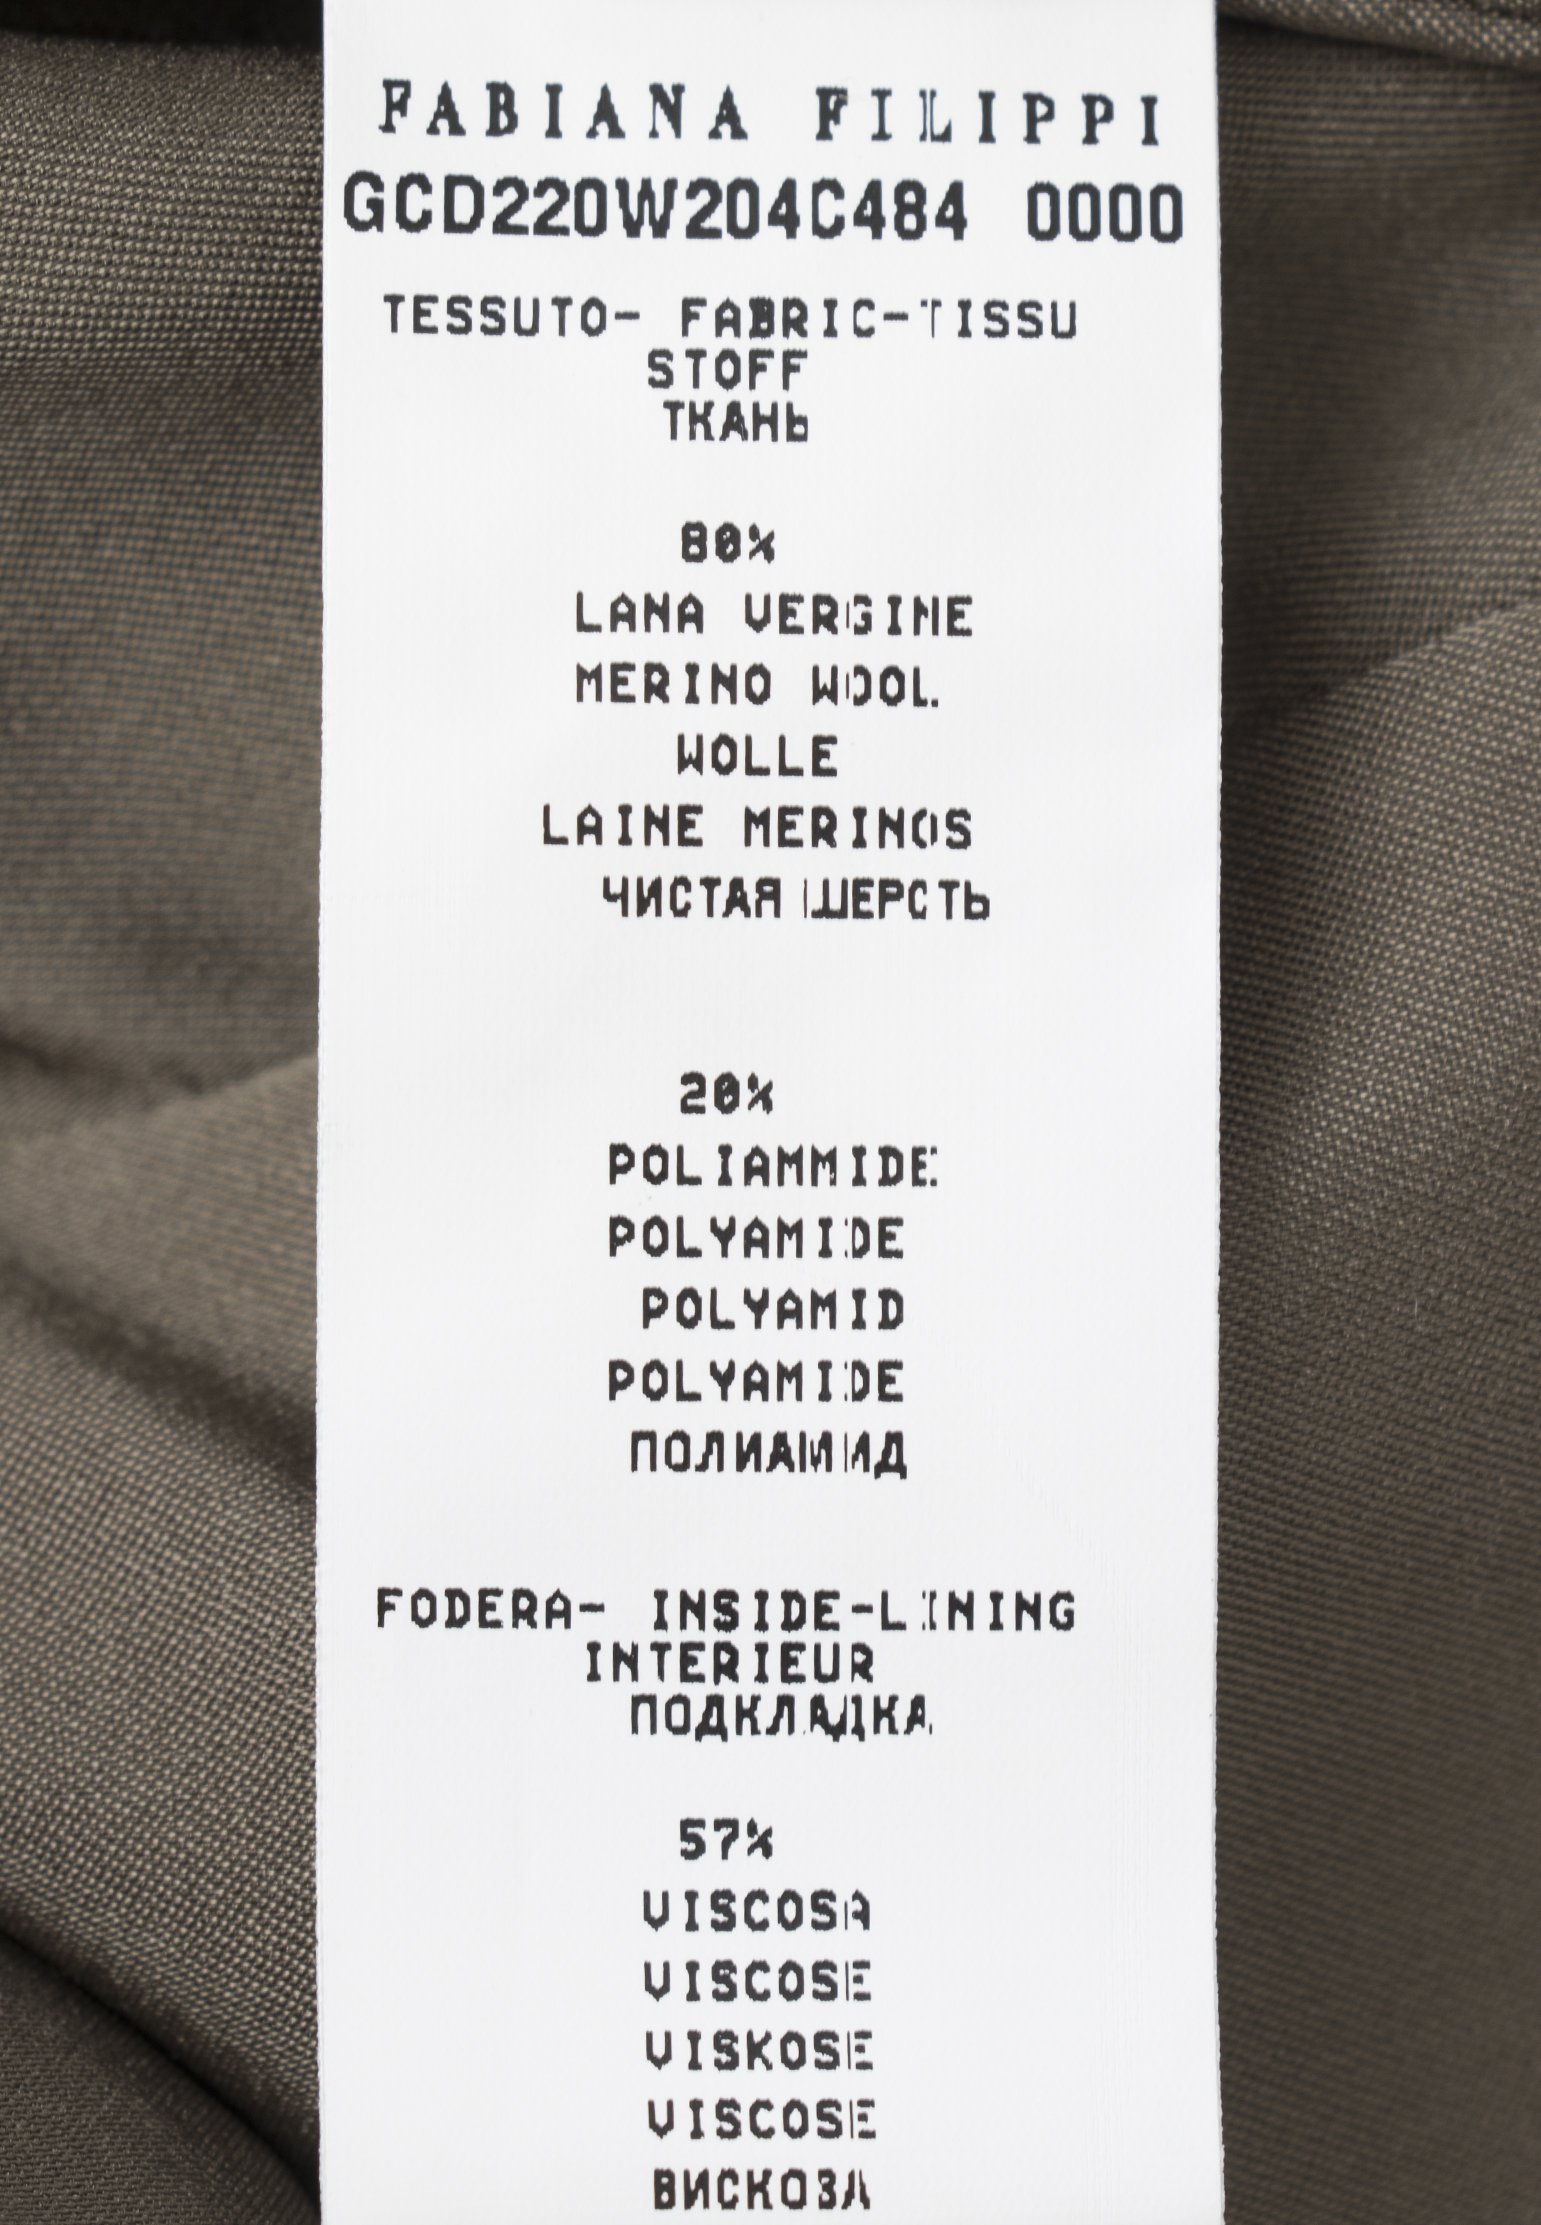 FABIANA FILIPPI
GCD220W204C484 0000
TESSUTO- FABRIC-TISSU
STOFF
ТКАНЬ
80%
LANA VERGINE
MERINO WOOL
WOLLE
LAINE MERINOS
ЧИСТАЯ ШЕРСТЬ
20%
POLIAMMIDE
POLYAMIDE
POLYAMID
POLYAMIDE
ПОЛИАМИД
FODERA- INSIDE-LINING
INTERIEUR
ПОДКЛАДКА
57%
VISCOSA
VISCOSE
VISKOSE
VISCOSE
ВИСКОЗА